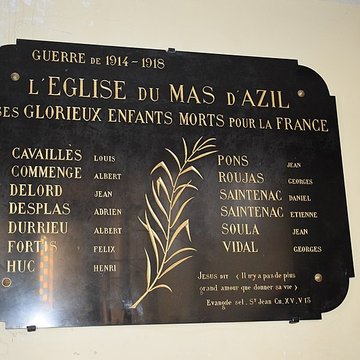 GUERRE DE 1914-1918
L'EGLISE DU MAS D'AZIL
SES GLORIEUX ENFANTS MORTS POUR LA FRANCE
CAVAILLÈS LOUIS
COMMENGE ALBERT
DELORD JEAN
DESPLAS ADRIEN
DURRIEU ALBERT
FORTIS FELIX
HUC HENRI
PONS JEAN
ROUJAS GEORGES
SAINTENAC DANIEL
SAINTENAC ETIENNE
SOULA JEAN
VIDAL GEORGES
JESUS DIT ( Il n'y a pas de plus
grand amour que donner sa vie )
Evangile sel. St Jean Ch. XV, V 13